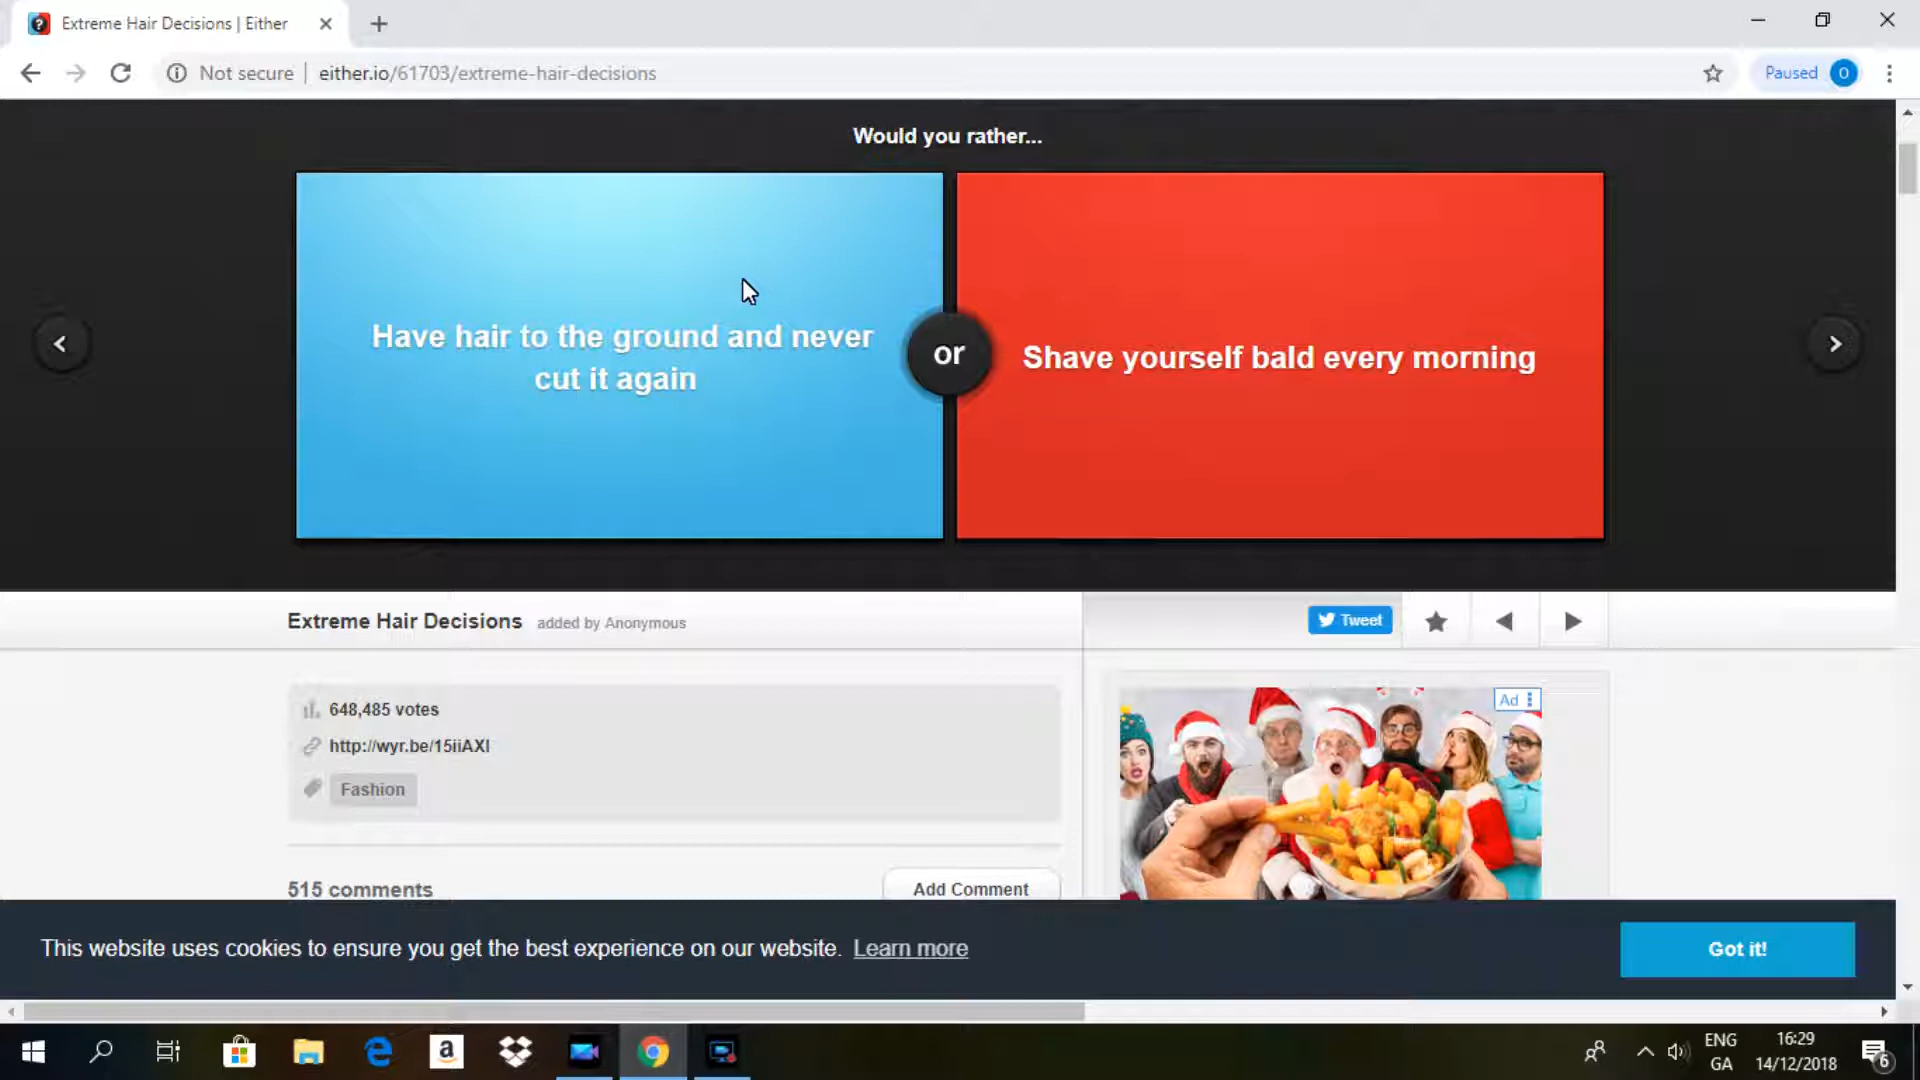 Extreme Hair Decisions | Either
Not secure
either.io/61703/extreme-hair-decisions
Paused
0
Would you rather...
Have hair to the ground and never
cut it again
or
Shave yourself bald every morning
Extreme Hair Decisions
added by Anonymous
Tweet
648,485 votes
http://wyr.be/15iiAXI
Fashion
Ad
515 comments
Add Comment
This website uses cookies to ensure you get the best experience on our website. Learn more
Got it!
a
ENG
GA
16:29
14/12/2018
6